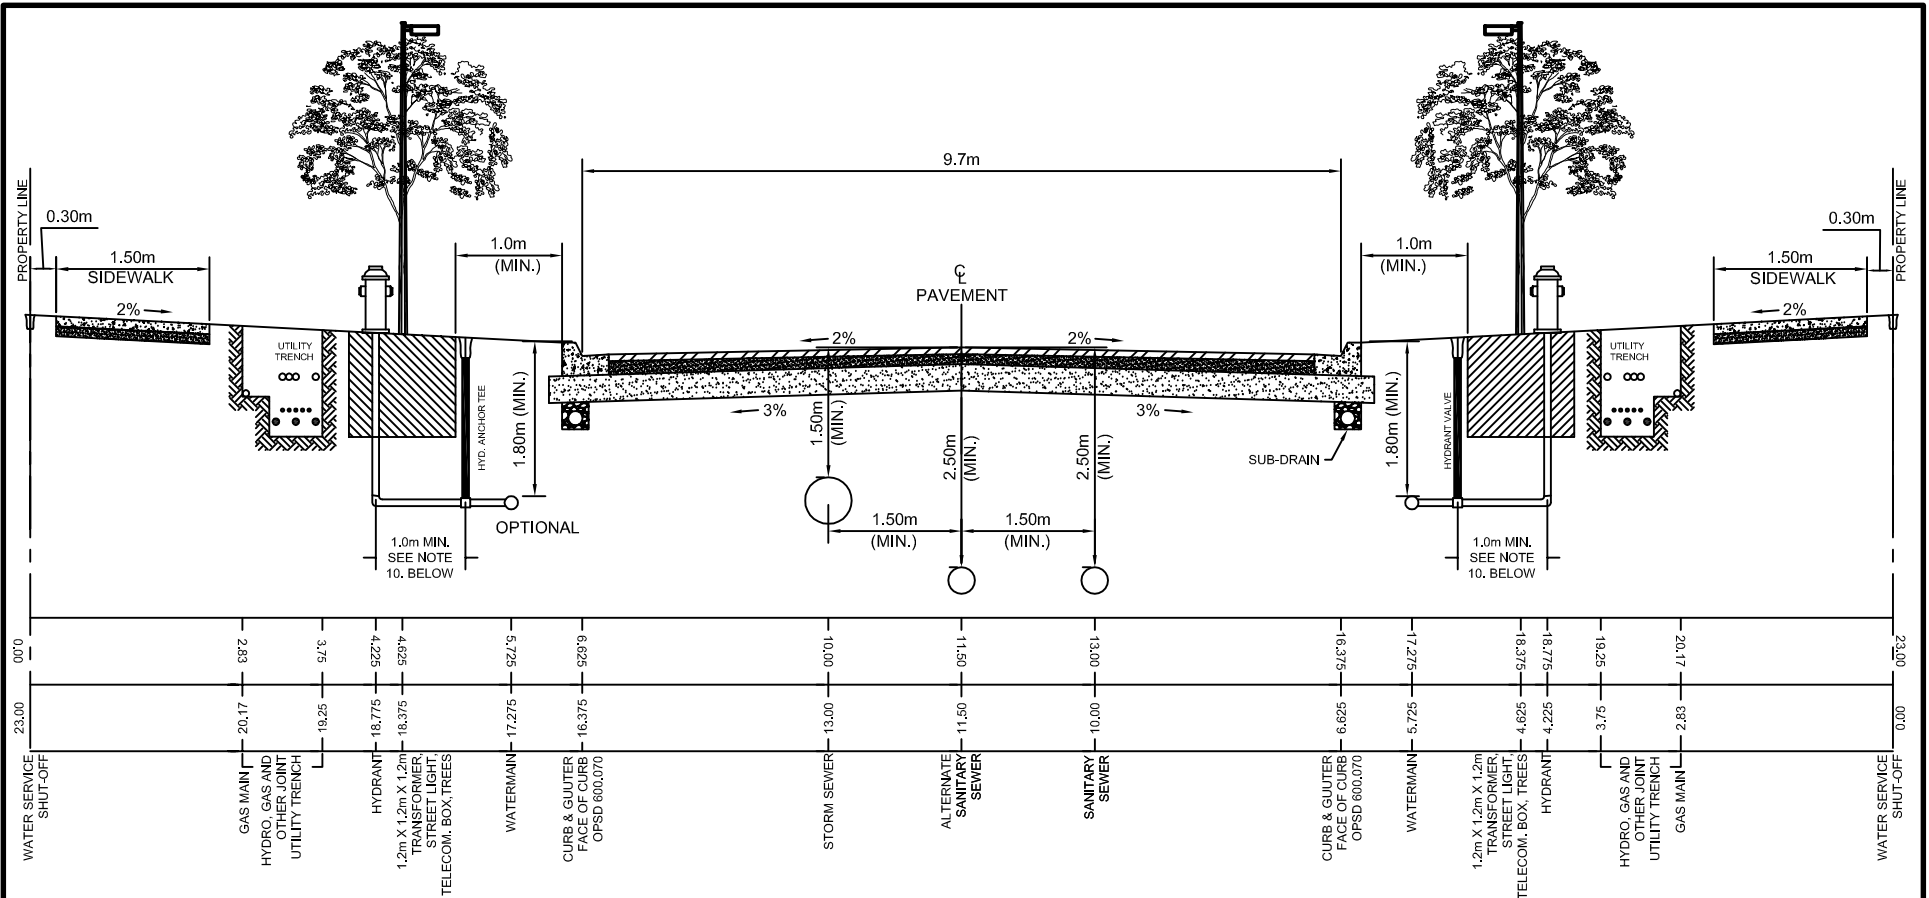 9.7m
PROPERTY LINE
0.30m
1.50m
SIDEWALK
2%
1.0m
(MIN.)
℄
PAVEMENT
2%
2%
1.0m
(MIN.)
0.30m
1.50m
SIDEWALK
2%
PROPERTY LINE
UTILITY
TRENCH
HYD. ANCHOR TEE
1.80m (MIN.)
3%
1.50m
(MIN.)
2.50m
(MIN.)
2.50m
(MIN.)
3%
SUB-DRAIN
1.80m (MIN.)
HYDRANT VALVE
UTILITY
TRENCH
OPTIONAL
1.50m
(MIN.)
1.50m
(MIN.)
1.0m MIN.
SEE NOTE
10. BELOW
1.0m MIN.
SEE NOTE
10. BELOW
0.00
2.83
3.75
4.225
4.625
5.725
6.625
10.00
11.50
13.00
16.375
17.275
18.375
18.775
19.25
20.17
23.00
23.00
20.17
19.25
18.775
18.375
17.275
16.375
13.00
11.50
10.00
6.625
5.725
4.625
4.225
3.75
2.83
0.00
WATER SERVICE
SHUT-OFF
GAS MAIN
HYDRO, GAS AND
OTHER JOINT
UTILITY TRENCH
HYDRANT
1.2m X 1.2m X 1.2m
TRANSFORMER,
STREET LIGHT,
TELECOM. BOX,TREES
WATERMAIN
CURB & GUUTER
FACE OF CURB
OPSD 600.070
STORM SEWER
ALTERNATE
SANITARY
SEWER
SANITARY
SEWER
CURB & GUUTER
FACE OF CURB
OPSD 600.070
WATERMAIN
1.2m X 1.2m X 1.2m
TRANSFORMER,
STREET LIGHT,
TELECOM. BOX, TREES
HYDRANT
HYDRO, GAS AND
OTHER JOINT
UTILITY TRENCH
GAS MAIN
WATER SERVICE
SHUT-OFF